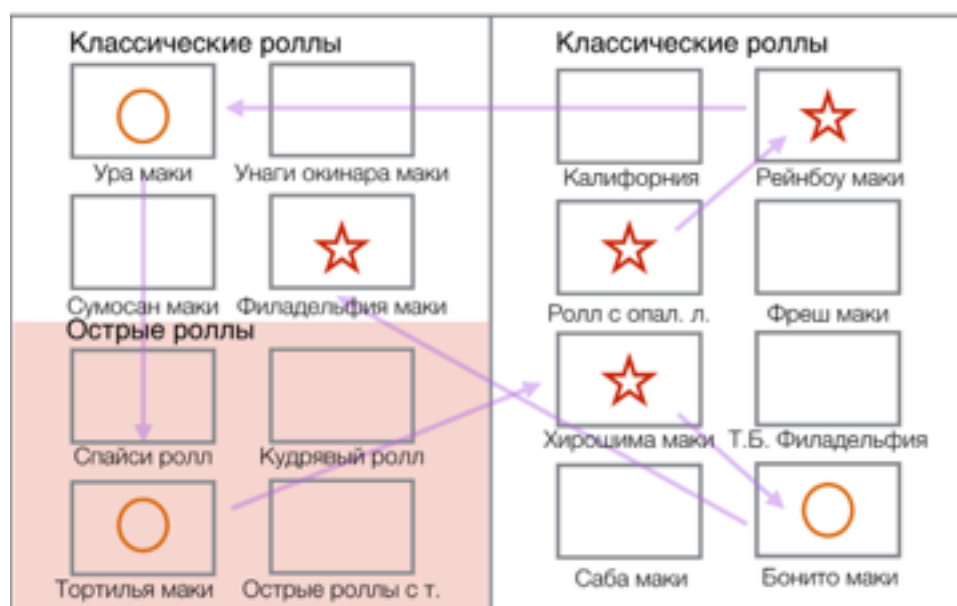 Классические роллы
Ура маки
Унаги окинара маки
Сумосан маки
Филадельфия маки
Острые роллы
Спайси ролл
Кудрявый ролл
Тортилья маки
Острые роллы с т.
Классические роллы
Калифорния
Рейнбоу маки
Ролл с опал. л.
Фреш маки
Хирошима маки
Т.Б. Филадельфия
Саба маки
Бонито маки